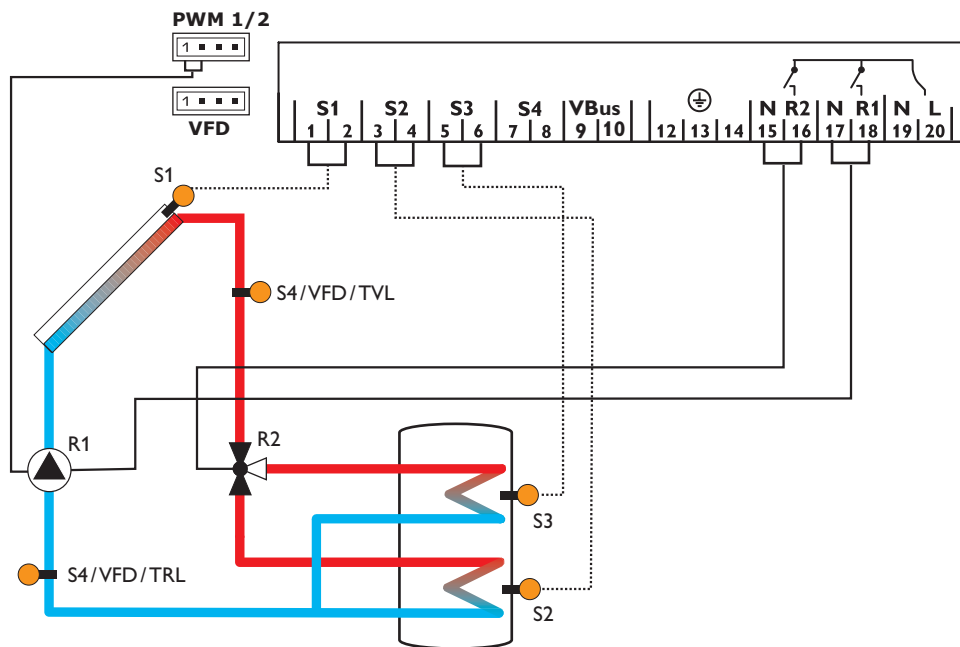 PWM 1/2
1
1
VFD
S1 S2 S3 S4 VBus N R2 N R1 N L
1 2 3 4 5 6 7 8 9 10 12 13 14 15 16 17 18 19 20
S1
S4/VFD/TVL
R1
R2
S3
S4/VFD/TRL
S2